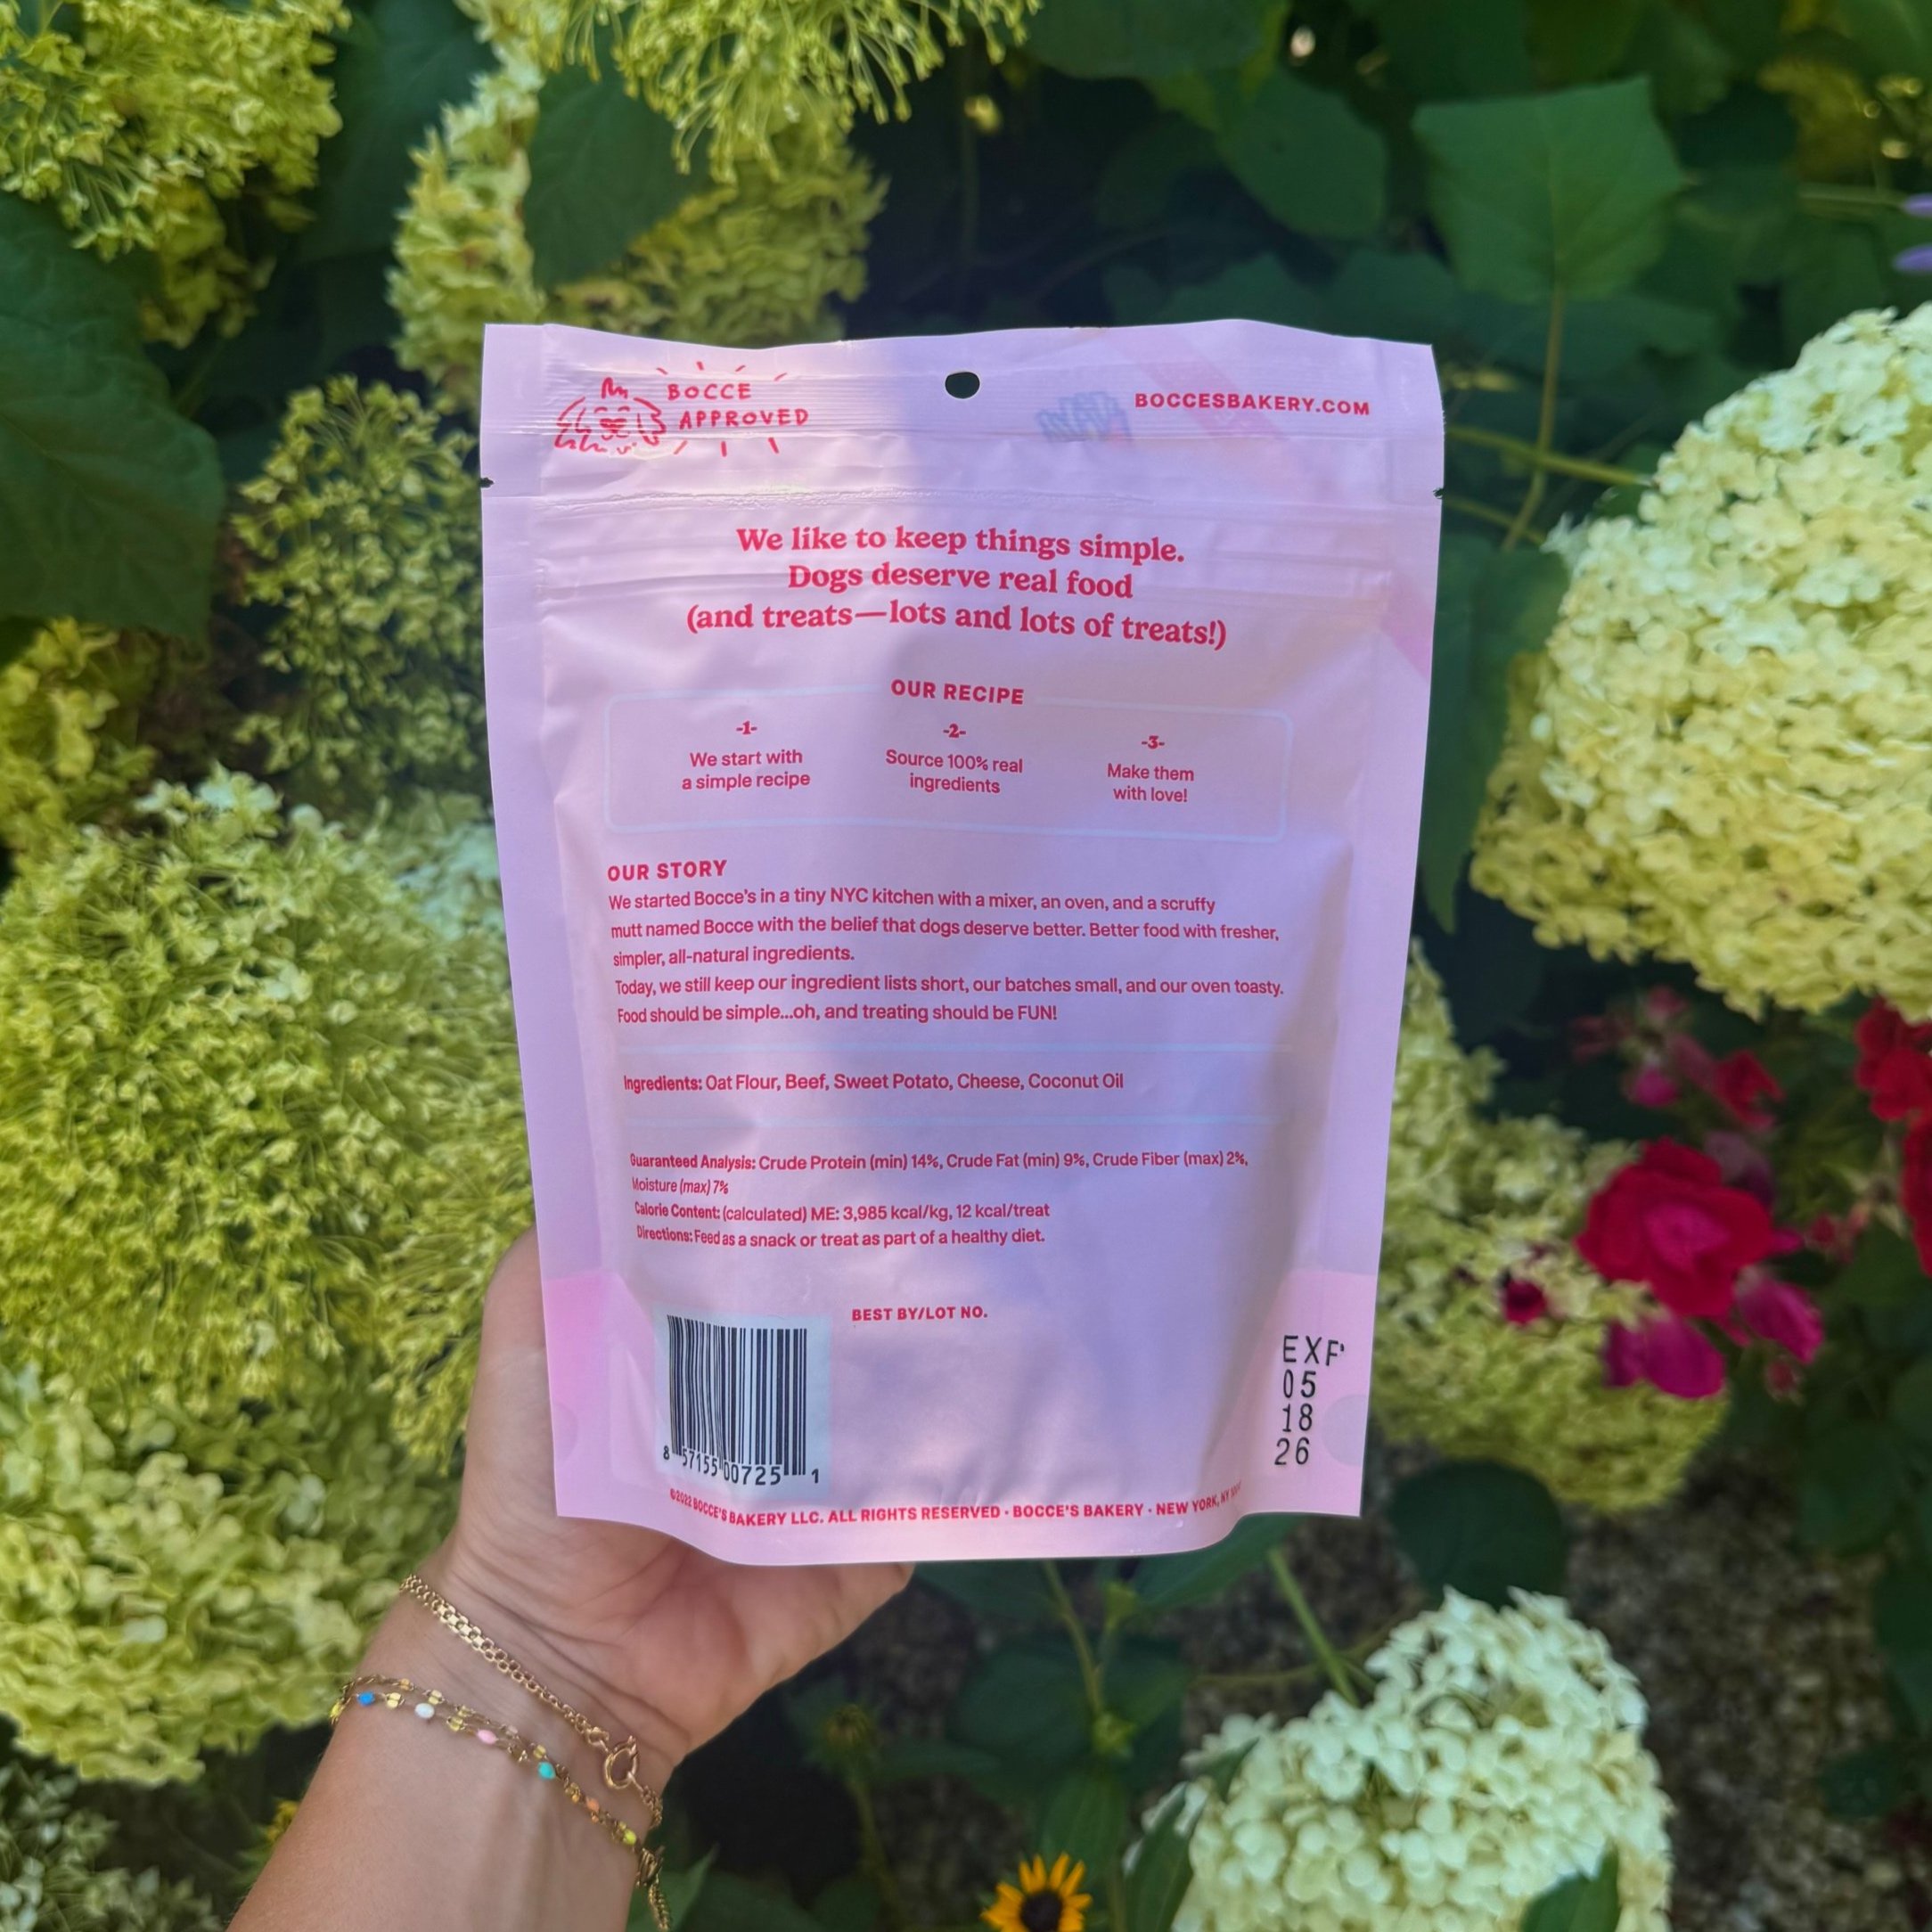 BOCCE
APPROVED
BOCCESBAKERY.COM
We like to keep things simple.
Dogs deserve real food
(and treats—lots and lots of treats!)
OUR RECIPE
-1-
We start with
a simple recipe
-2-
Source 100% real
ingredients
-3-
Make them
with love!
OUR STORY
We started Bocce's in a tiny NYC kitchen with a mixer, an oven, and a scruffy
mutt named Bocce with the belief that dogs deserve better. Better food with fresher,
simpler, all-natural ingredients.
Today, we still keep our ingredient lists short, our batches small, and our oven toasty.
Food should be simple...oh, and treating should be FUN!
Ingredients: Oat Flour, Beef, Sweet Potato, Cheese, Coconut Oil
Guaranteed Analysis: Crude Protein (min) 14%, Crude Fat (min) 9%, Crude Fiber (max) 2%,
Moisture (max) 7%
Calorie Content: (calculated) ME: 3,985 kcal/kg, 12 kcal/treat
Directions: Feed as a snack or treat as part of a healthy diet.
BEST BY/LOT NO.
EXP
05
18
26
8 57155 00725 1
©2022 BOCCE'S BAKERY LLC. ALL RIGHTS RESERVED · BOCCE'S BAKERY · NEW YORK, NY